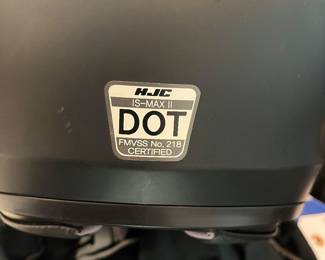 HJC
IS-MAX II
DOT
FMVSS No. 218
CERTIFIED